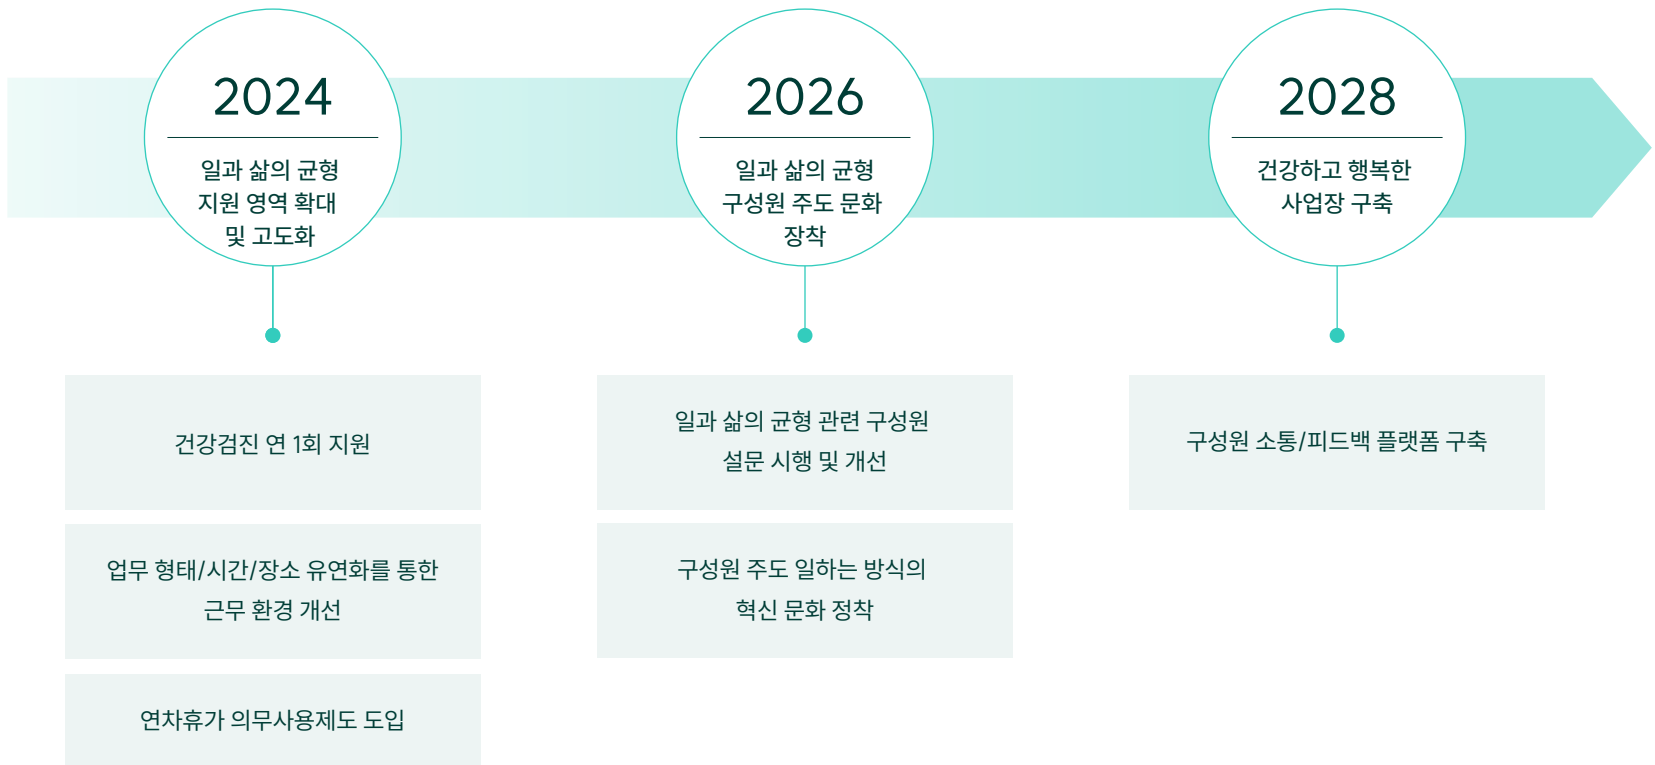 2024
일과 삶의 균형
지원 영역 확대
및 고도화
2026
일과 삶의 균형
구성원 주도 문화
장착
2028
건강하고 행복한
사업장 구축
건강검진 연 1회 지원
업무 형태/시간/장소 유연화를 통한
근무 환경 개선
연차휴가 의무사용제도 도입
일과 삶의 균형 관련 구성원
설문 시행 및 개선
구성원 주도 일하는 방식의
혁신 문화 정착
구성원 소통/피드백 플랫폼 구축